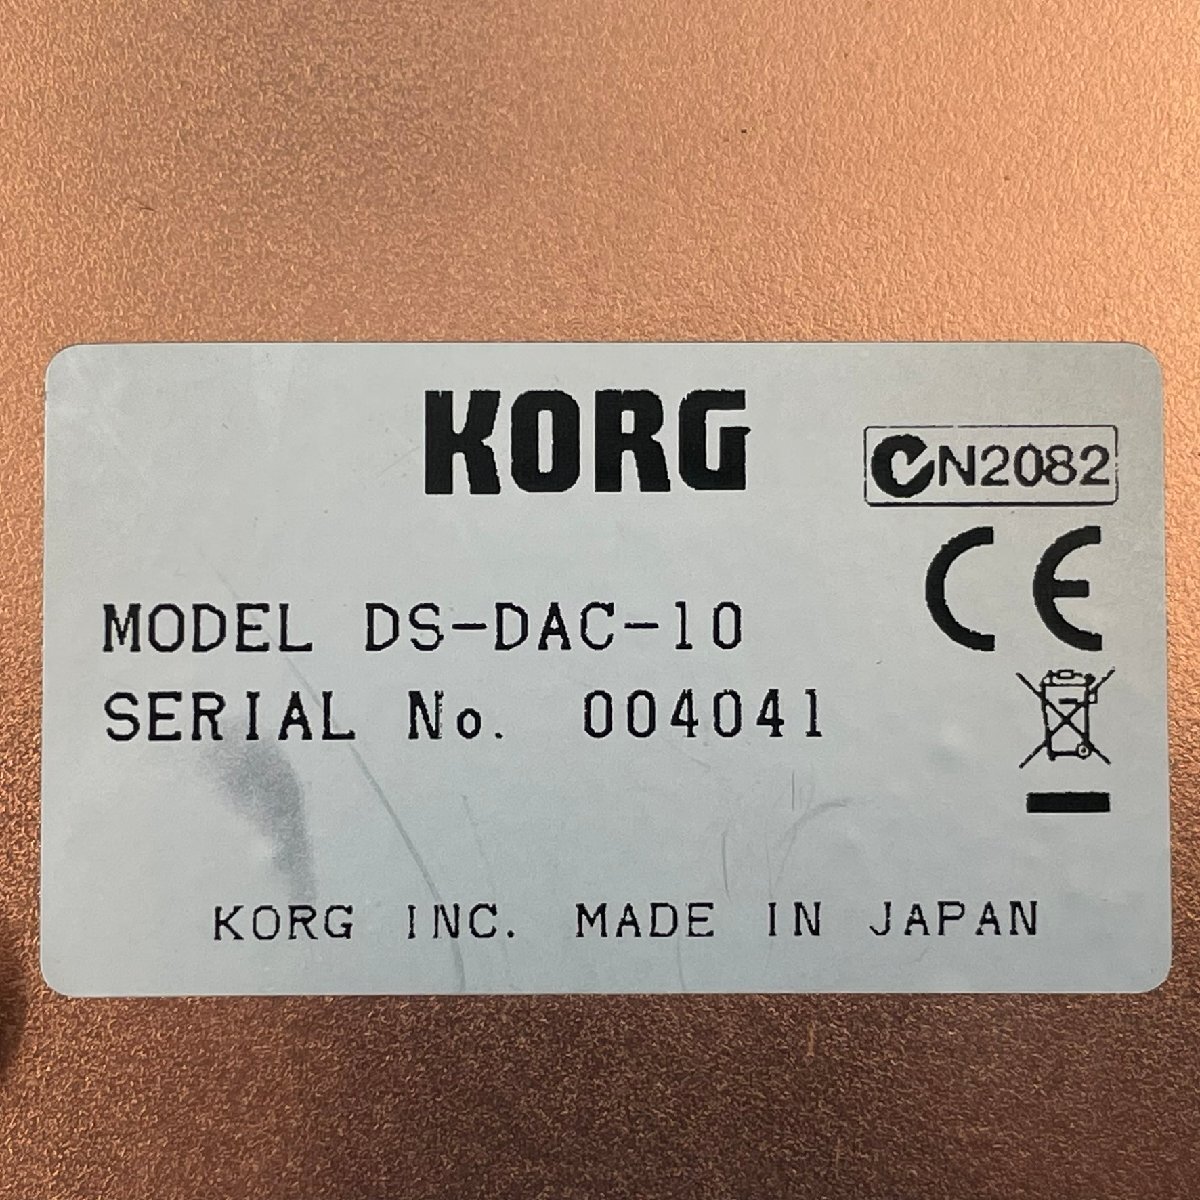 KORG
N2082
CE
MODEL DS-DAC-10
SERIAL No. 004041
KORG INC. MADE IN JAPAN